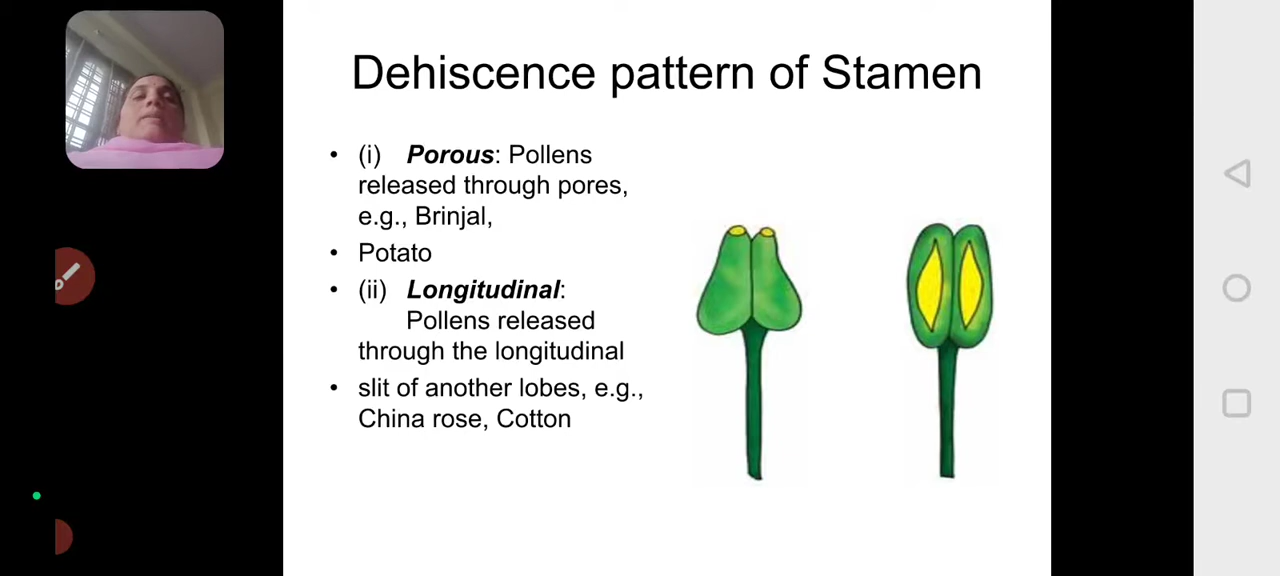 Dehiscence pattern of Stamen
• (i) Porous: Pollens
released through pores,
e.g., Brinjal,
• Potato
• (ii) Longitudinal:
Pollens released
through the longitudinal
• slit of another lobes, e.g.,
China rose, Cotton